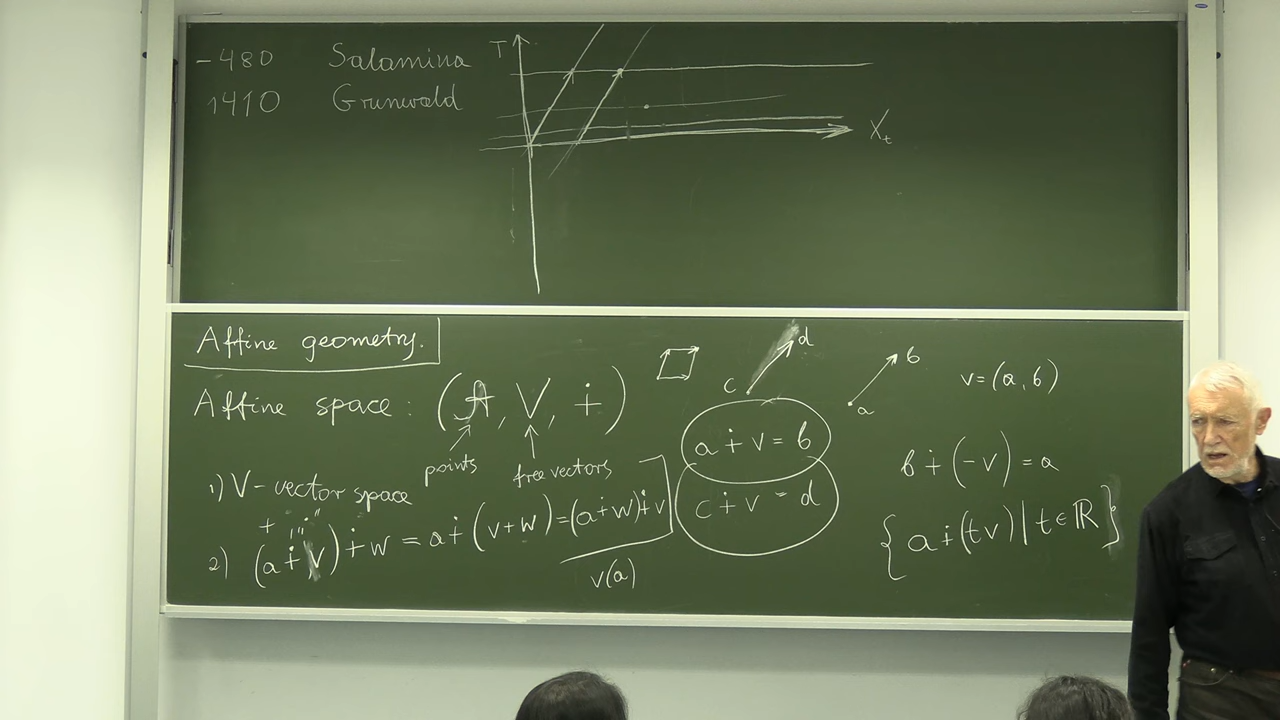 -480 Salamina
1410 Grunwald
T
X_t
Affine geometry.
Affine space: (A, V, ∔)
points
free vectors
1) V - vector space
2) (a ∔ v) ∔ w = a ∔ (v + w) = (a ∔ w) ∔ v
v(a)
c d
a ∔ v = b
c ∔ v = d
a b
v = (a, b)
b ∔ (-v) = a
{ a ∔ (tv) | t ∈ ℝ }